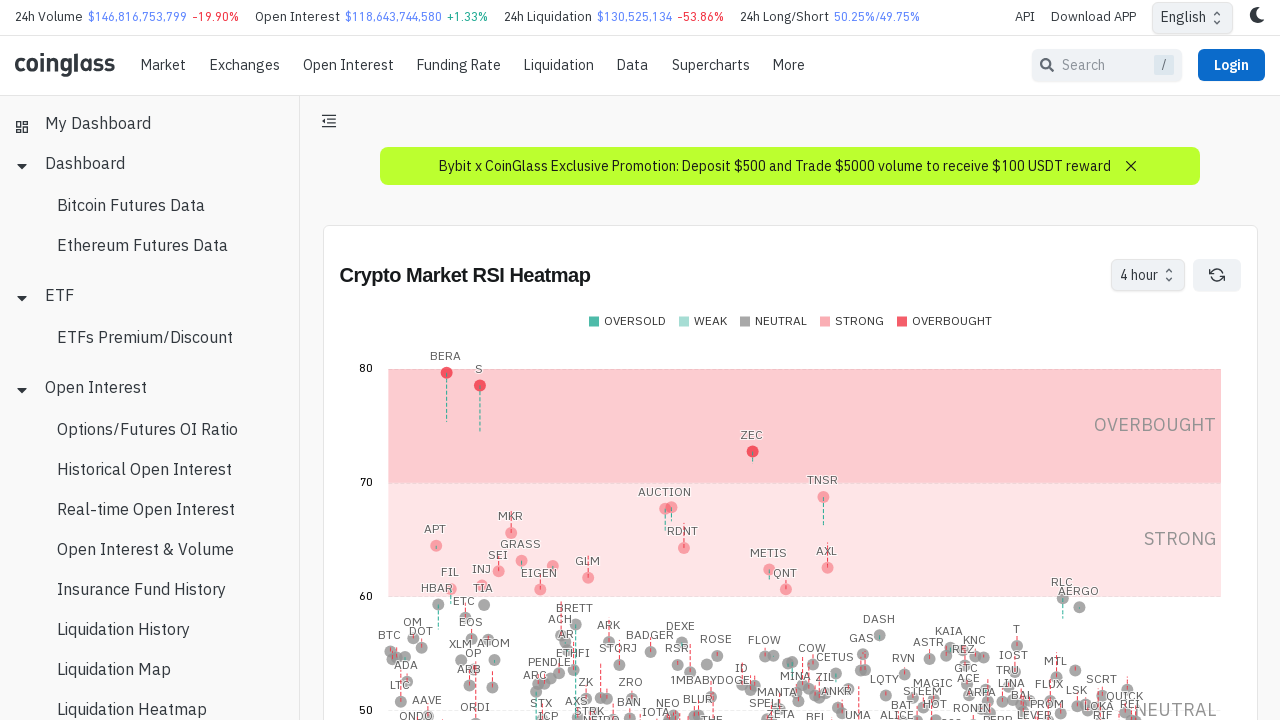 24h Volume $146,816,753,799 -19.90% Open Interest $118,643,744,580 +1.33% 24h Liquidation $130,525,134 -53.86% 24h Long/Short 50.25%/49.75% API Download APP English
coinglass Market Exchanges Open Interest Funding Rate Liquidation Data Supercharts More Search / Login
My Dashboard
Dashboard
Bitcoin Futures Data
Ethereum Futures Data
ETF
ETFs Premium/Discount
Open Interest
Options/Futures OI Ratio
Historical Open Interest
Real-time Open Interest
Open Interest & Volume
Insurance Fund History
Liquidation History
Liquidation Map
Liquidation Heatmap
Bybit x CoinGlass Exclusive Promotion: Deposit $500 and Trade $5000 volume to receive $100 USDT reward
Crypto Market RSI Heatmap
4 hour
OVERSOLD WEAK NEUTRAL STRONG OVERBOUGHT
BERA
80
S
OVERBOUGHT
ZEC
70
TNSR
AUCTION
MKR
APT
RDNT
STRONG
GRASS
SEI
METIS
AXL
GLM
FIL
INJ
EIGEN
QNT
RLC
HBAR
TIA
AERGO
60
ETC
BRETT
OM
EOS
ACH
ARK
DEXE
DASH
BTC
DOT
BADGER
ROSE
FLOW
GAS
KAIA
T
XLM
ATOM
STORJ
RSR
COW
ASTR
KNC
OP
ETHFI
CETUS
RVN
REZ
IOST
ADA
ARB
PENDLE
ID
MTL
GTC
TRU
LTC
ARC
ZK
ZRO
1MBABYDOGE
MINA
ZIL
LQTY
MAGIC
ACE
LINA
FLUX
SCRT
AAVE
ORDI
STX
AXS
BAN
NEO
BLUR
MANTA
ANKR
STEEM
ARPA
BAL
LSK
QUICK
ONDO
ICP
STRK
IOTA
SPELL
BAT
HOT
RONIN
PROM
LOKA
NEUTRAL
50
ZETA
UMA
ALICE
LEVER